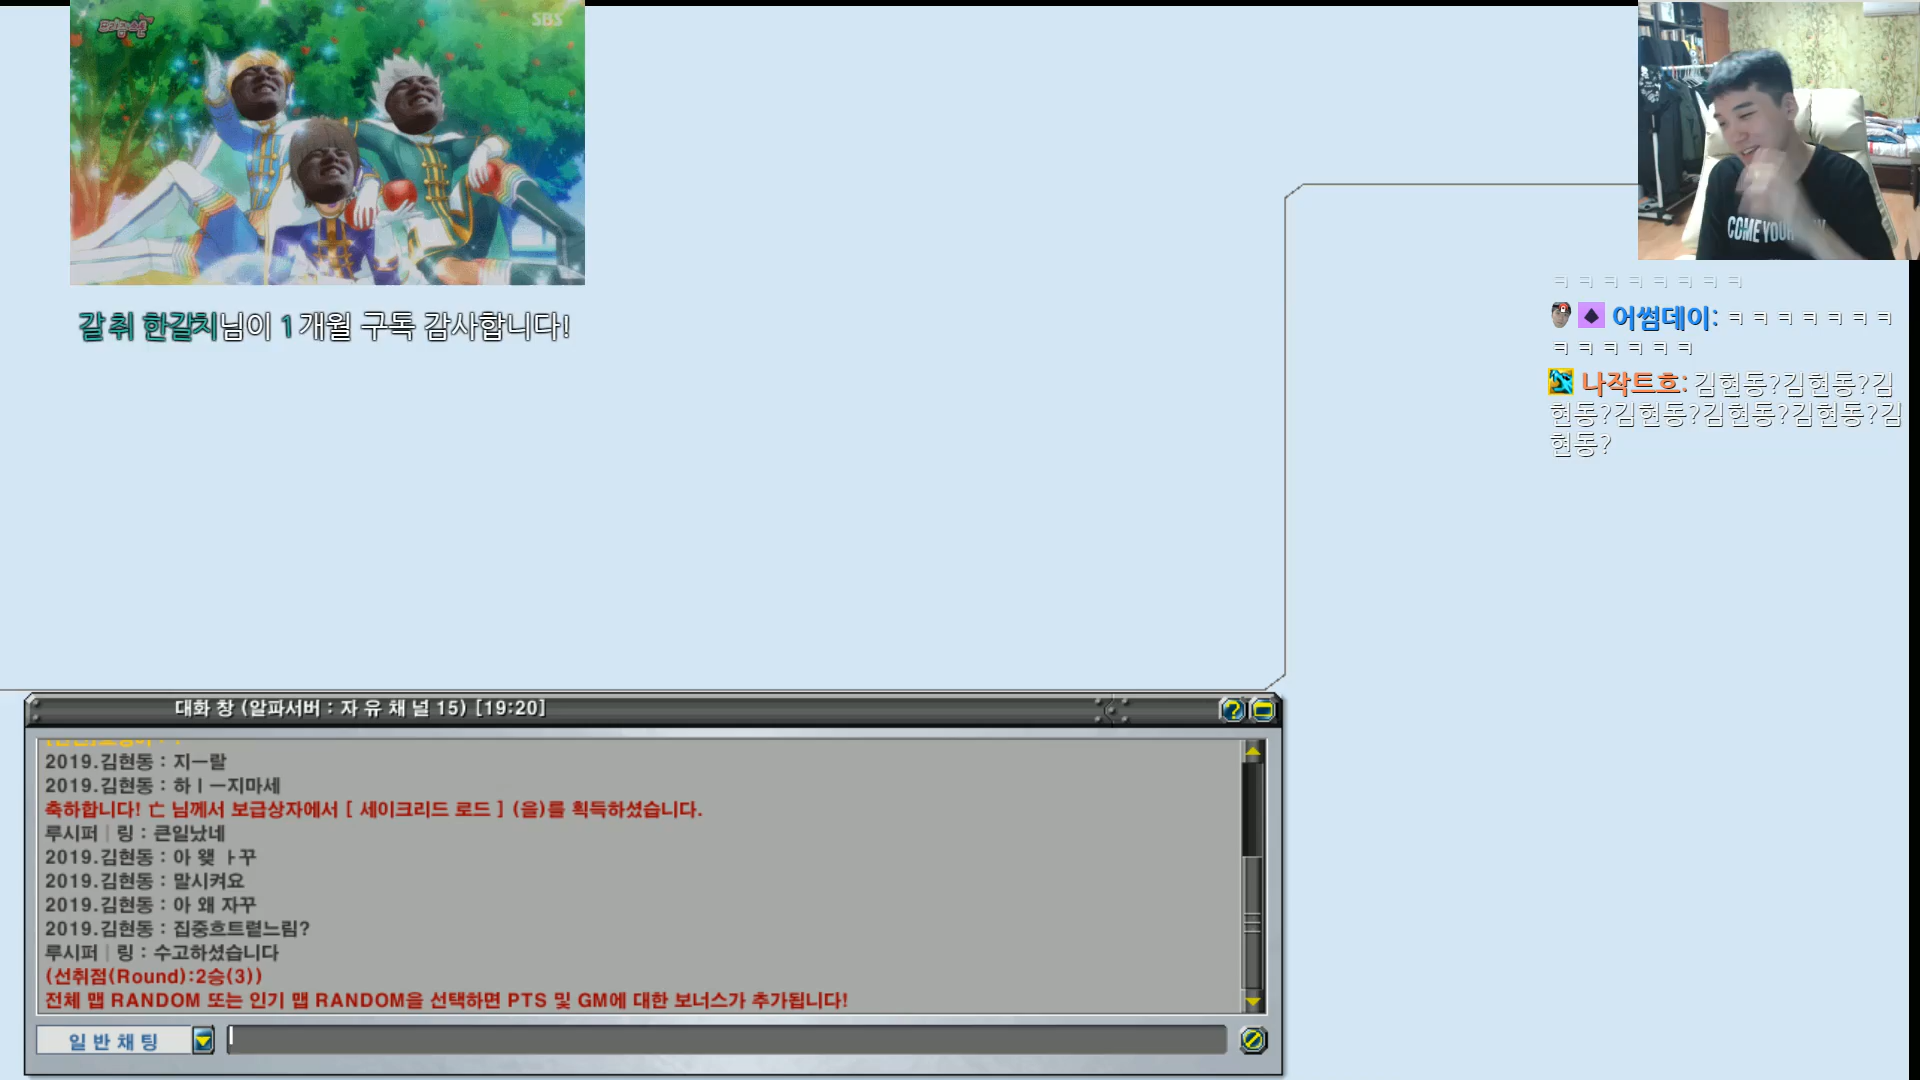 SBS
갈취 한갈치님이 1개월 구독 감사합니다!
COME YOUR
ㅋㅋㅋㅋㅋㅋㅋㅋ
어썸데이: ㅋㅋㅋㅋㅋㅋㅋ
ㅋㅋㅋㅋㅋㅋ
나작트흐: 김현동?김현동?김
현동?김현동?김현동?김현동?김
현동?
대화 창 (알파서버 : 자 유 채 널 15) [19:20]
2019.김현동 : 지ㅡ랄
2019.김현동 : 하ㅣㅡ지마세
축하합니다! 亡 님께서 보급상자에서 [ 세이크리드 로드 ] (을)를 획득하셨습니다.
루시퍼│링 : 큰일났네
2019.김현동 : 아 왲 ㅏ꾸
2019.김현동 : 말시켜요
2019.김현동 : 아 왜 자꾸
2019.김현동 : 집중흐트렽느림?
루시퍼│링 : 수고하셨습니다
(선취점(Round):2승(3))
전체 맵 RANDOM 또는 인기 맵 RANDOM을 선택하면 PTS 및 GM에 대한 보너스가 추가됩니다!
일 반 채 팅